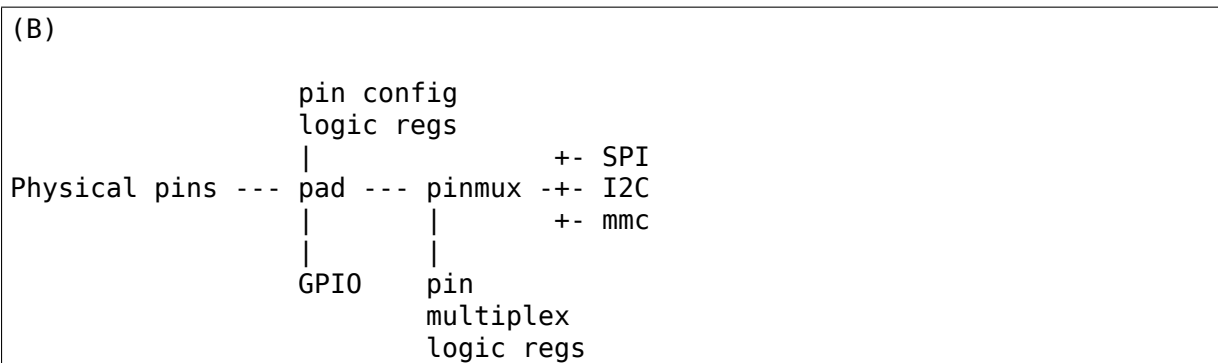 (B)
pin config
logic regs
| +- SPI
Physical pins --- pad --- pinmux -+- I2C
| | +- mmc
| |
GPIO pin
multiplex
logic regs